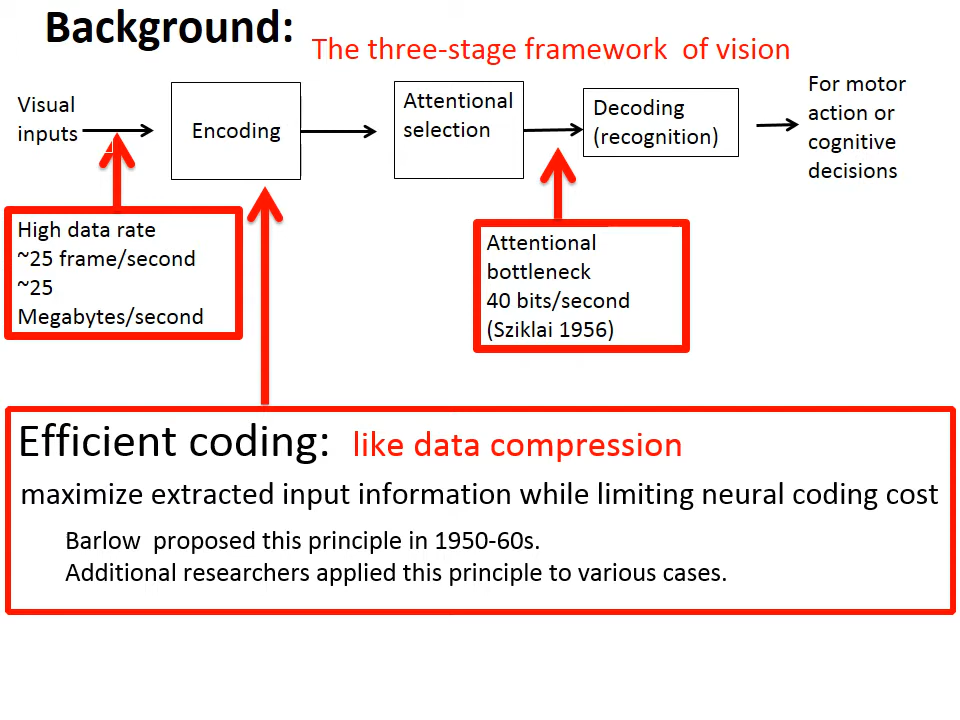 Background:
The three-stage framework of vision
Visual
inputs
Encoding
Attentional
selection
Decoding
(recognition)
For motor
action or
cognitive
decisions
High data rate
~25 frame/second
~25
Megabytes/second
Attentional
bottleneck
40 bits/second
(Sziklai 1956)
Efficient coding: like data compression
maximize extracted input information while limiting neural coding cost
Barlow proposed this principle in 1950-60s.
Additional researchers applied this principle to various cases.